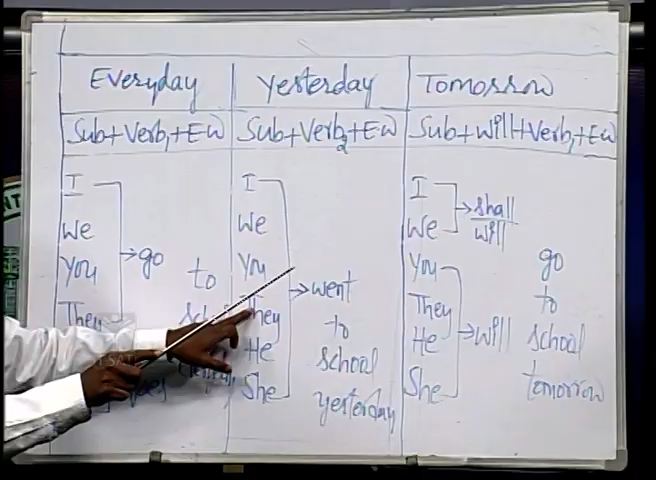 Everyday
Sub+Verb1+EW
I
We
You
They
go
to
Yesterday
Sub+Verb2+EW
I
We
You
They
He
She
went
to
school
yesterday
Tomorrow
Sub+will+Verb1+EW
I
We
shall
will
You
They
He
She
will
go
to
school
tomorrow